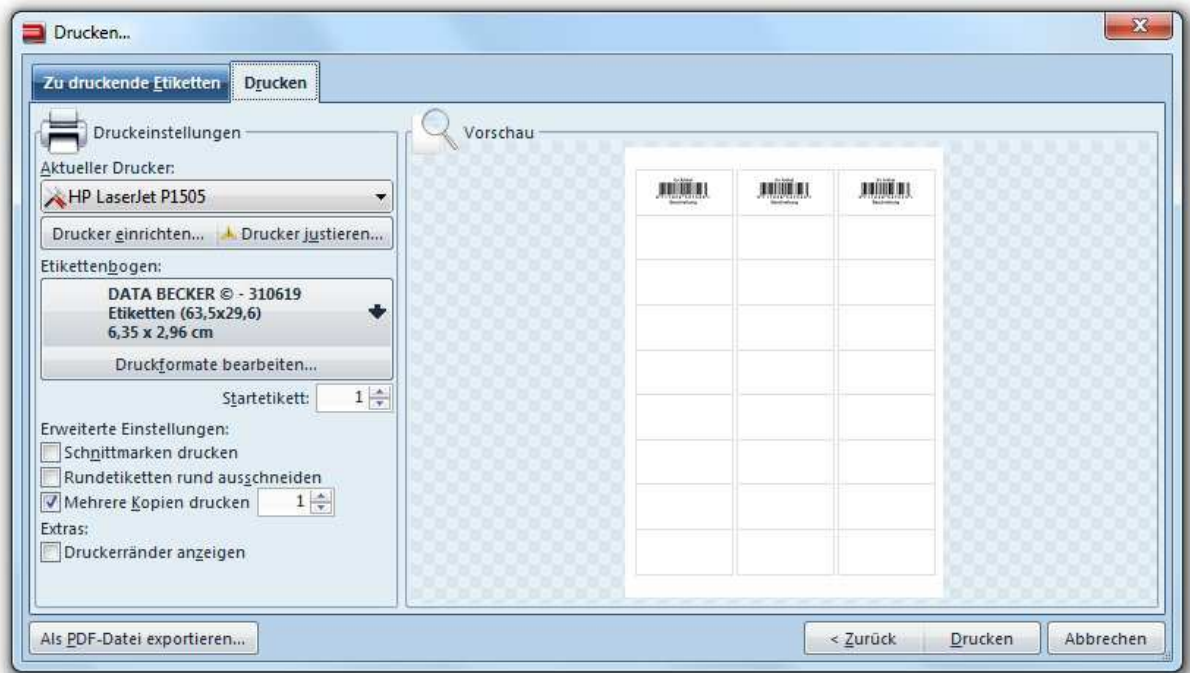 Drucken...
Zu druckende Etiketten
Drucken
Druckeinstellungen
Aktueller Drucker:
HP LaserJet P1505
Drucker einrichten...
Drucker justieren...
Etikettenbogen:
DATA BECKER © - 310619
Etiketten (63,5x29,6)
6,35 x 2,96 cm
Druckformate bearbeiten...
Startetikett: 1
Erweiterte Einstellungen:
Schnittmarken drucken
Rundetiketten rund ausschneiden
Mehrere Kopien drucken 1
Extras:
Druckerränder anzeigen
Vorschau
Als PDF-Datei exportieren...
< Zurück
Drucken
Abbrechen